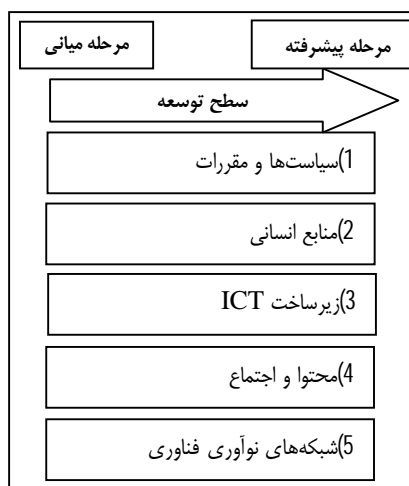 مرحله پیشرفته
مرحله میانی
سطح توسعه
1)سیاست‌ها و مقررات
2)منابع انسانی
3)زیرساخت ICT
4)محتوا و اجتماع
5)شبکه‌های نوآوری فناوری